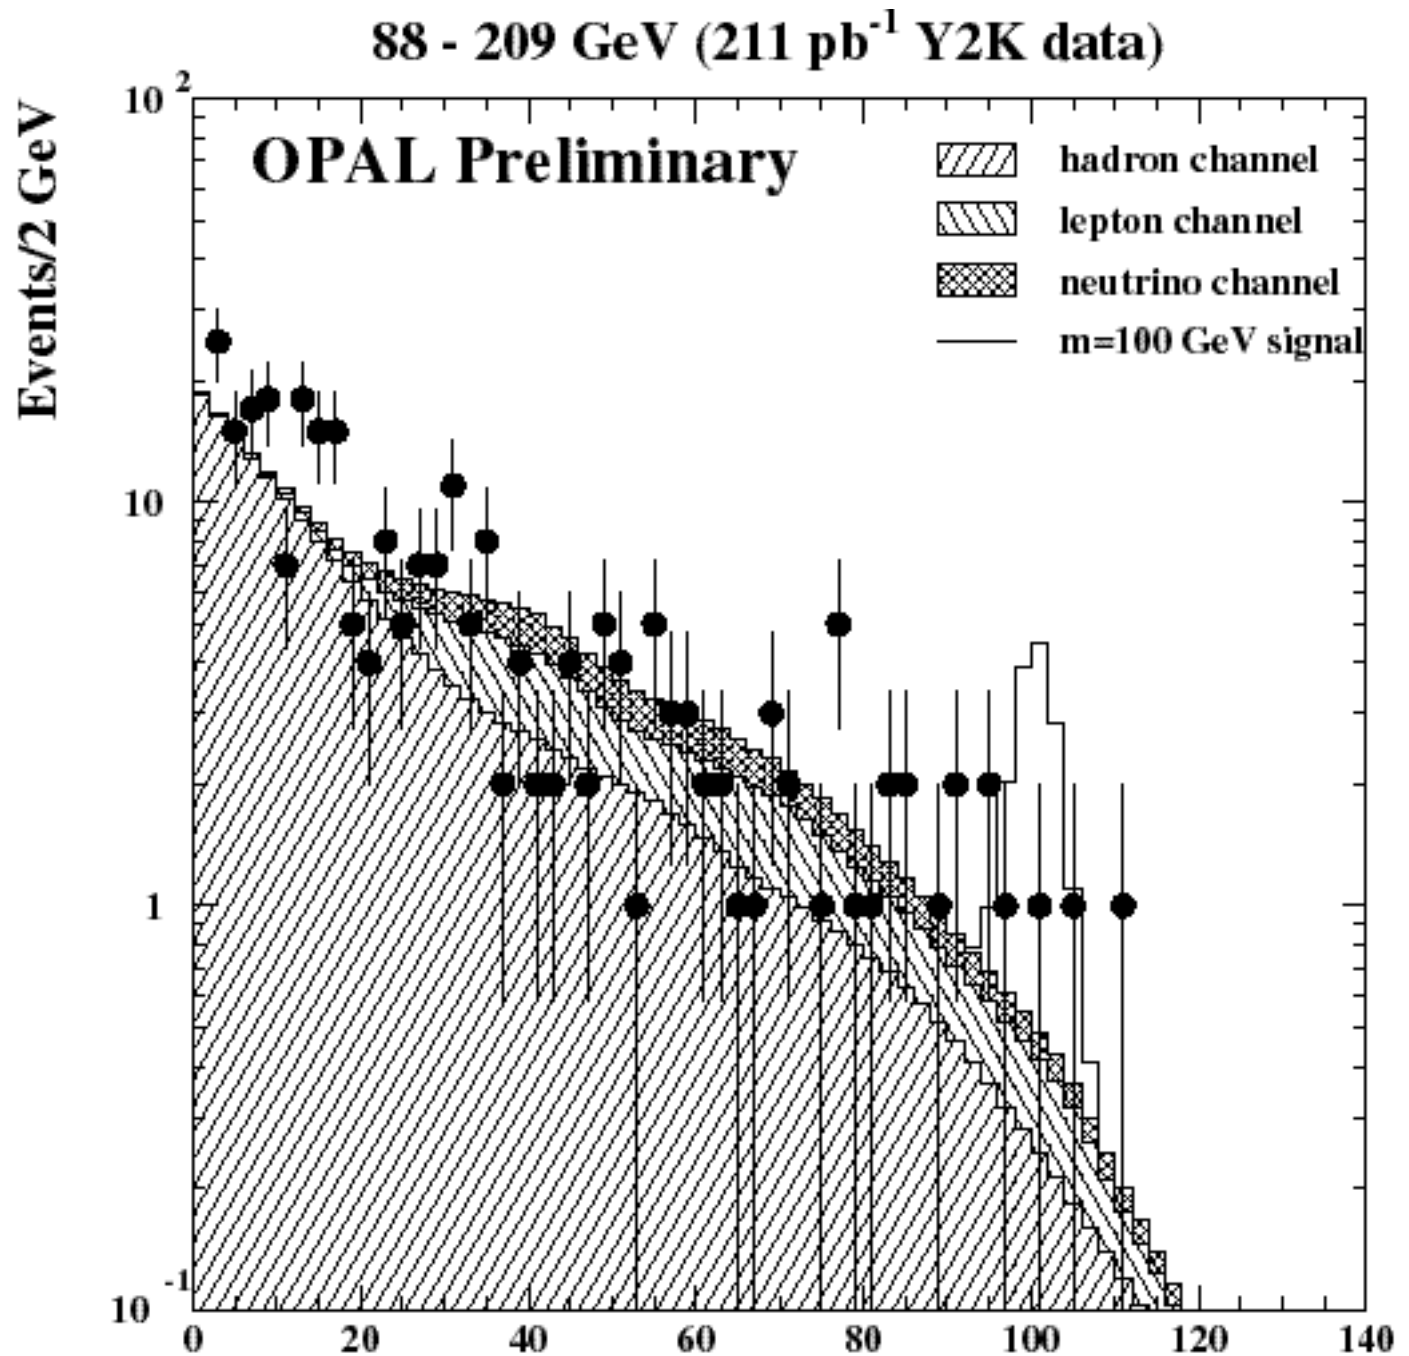 88 - 209 GeV (211 pb-1 Y2K data)
Events/2 GeV
OPAL Preliminary
hadron channel
lepton channel
neutrino channel
m=100 GeV signal
10 2
10
1
10 -1
0 20 40 60 80 100 120 140